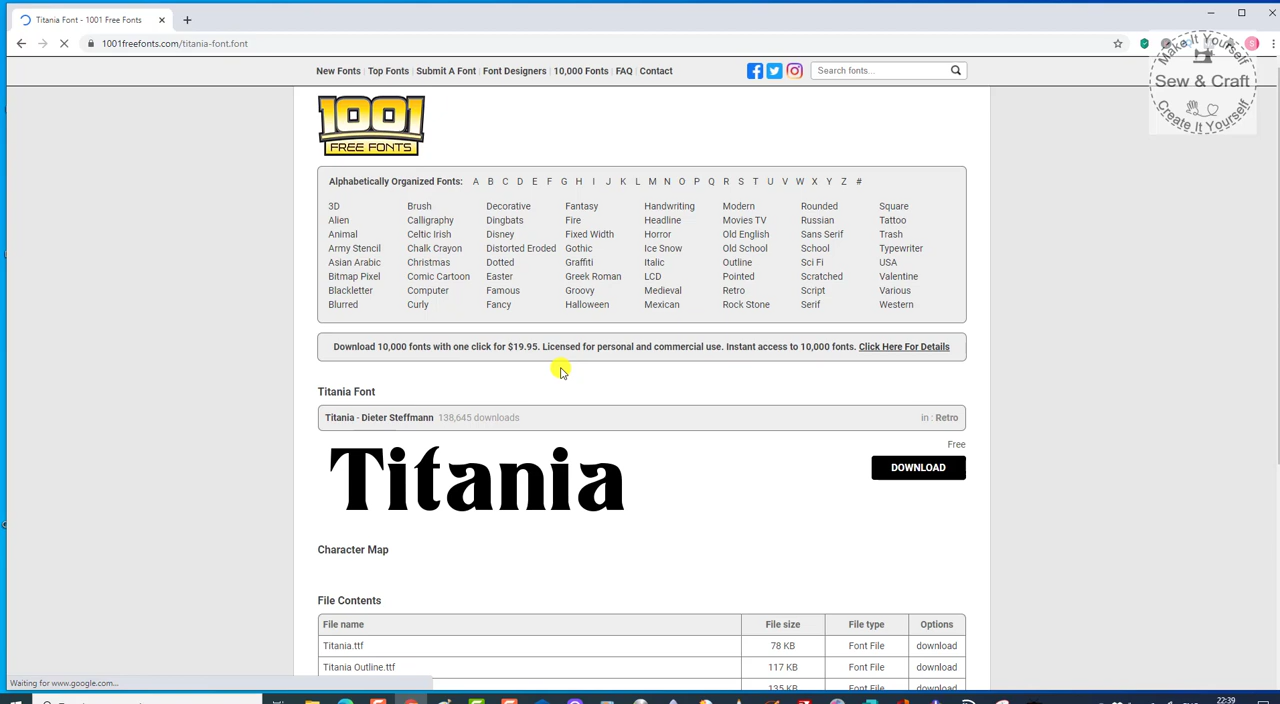 Titania Font - 1001 Free Fonts
1001freefonts.com/titania-font.font
Make It Yourself
Sew & Craft
Create It Yourself
New Fonts | Top Fonts | Submit A Font | Font Designers | 10,000 Fonts | FAQ | Contact
Search fonts...
1001
FREE FONTS
Alphabetically Organized Fonts: A B C D E F G H I J K L M N O P Q R S T U V W X Y Z #
3D Brush Decorative Fantasy Handwriting Modern Rounded Square
Alien Calligraphy Dingbats Fire Headline Movies TV Russian Tattoo
Animal Celtic Irish Disney Fixed Width Horror Old English Sans Serif Trash
Army Stencil Chalk Crayon Distorted Eroded Gothic Ice Snow Old School School Typewriter
Asian Arabic Christmas Dotted Graffiti Italic Outline Sci Fi USA
Bitmap Pixel Comic Cartoon Easter Greek Roman LCD Pointed Scratched Valentine
Blackletter Computer Famous Groovy Medieval Retro Script Various
Blurred Curly Fancy Halloween Mexican Rock Stone Serif Western
Download 10,000 fonts with one click for $19.95. Licensed for personal and commercial use. Instant access to 10,000 fonts. Click Here For Details
Titania Font
Titania - Dieter Steffmann 138,645 downloads in : Retro
Free
DOWNLOAD
Titania
Character Map
File Contents
File name File size File type Options
Titania.ttf 78 KB Font File download
Titania Outline.ttf 117 KB Font File download
135 KB Font File download
Waiting for www.google.com...
22:39